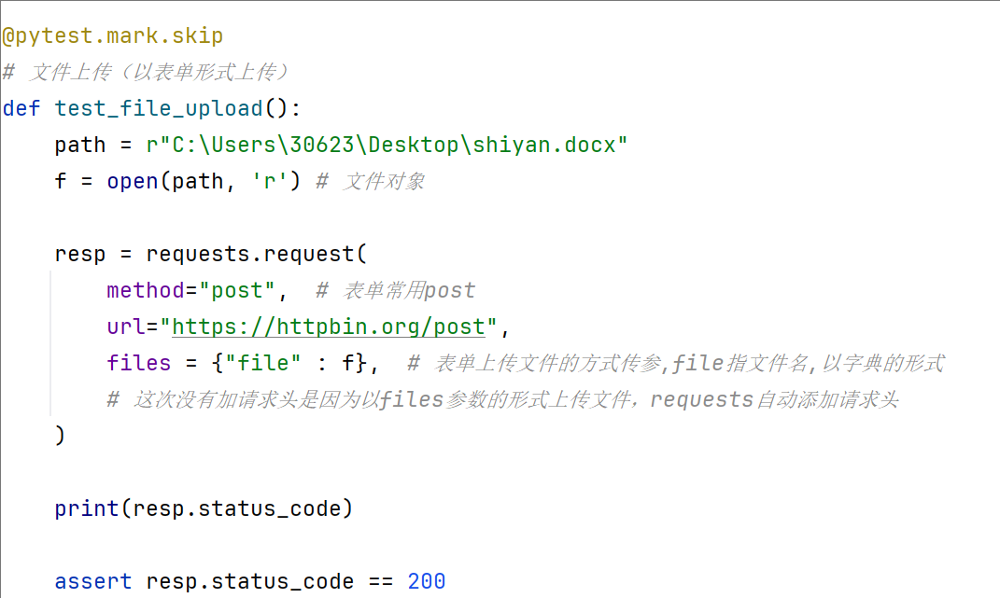 @pytest.mark.skip
# 文件上传（以表单形式上传）
def test_file_upload():
    path = r"C:\Users\30623\Desktop\shiyan.docx"
    f = open(path, 'r') # 文件对象
    resp = requests.request(
        method="post",  # 表单常用post
        url="https://httpbin.org/post",
        files = {"file" : f},  # 表单上传文件的方式传参,file指文件名,以字典的形式
        # 这次没有加请求头是因为以files参数的形式上传文件，requests自动添加请求头
    )
    print(resp.status_code)
    assert resp.status_code == 200